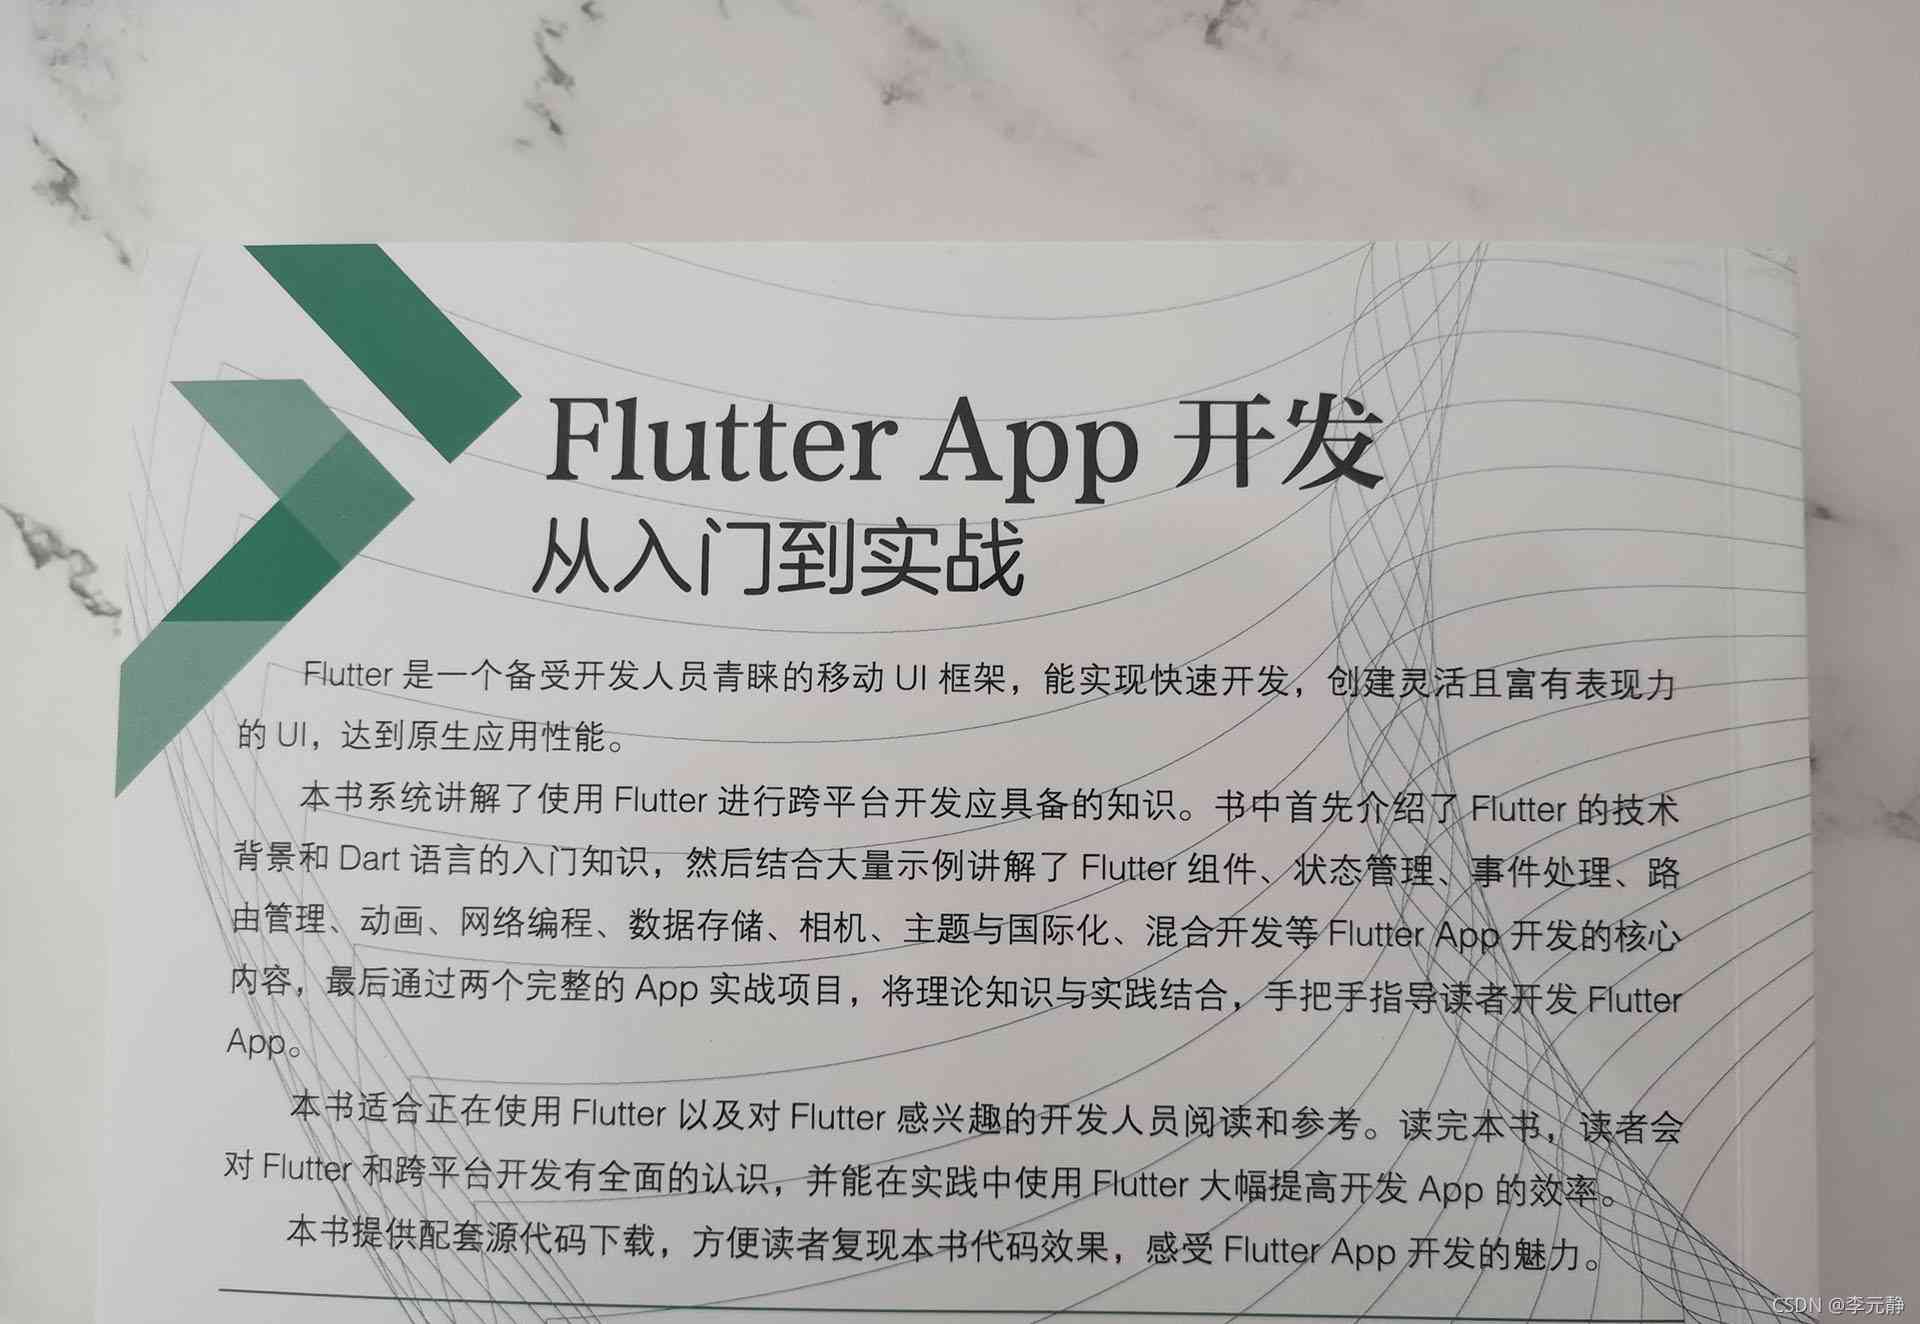 Flutter App 开发
从入门到实战
Flutter 是一个备受开发人员青睐的移动 UI 框架，能实现快速开发，创建灵活且富有表现力
的 UI，达到原生应用性能。
本书系统讲解了使用 Flutter 进行跨平台开发应具备的知识。书中首先介绍了 Flutter 的技术
背景和 Dart 语言的入门知识，然后结合大量示例讲解了 Flutter 组件、状态管理、事件处理、路
由管理、动画、网络编程、数据存储、相机、主题与国际化、混合开发等 Flutter App 开发的核心
内容，最后通过两个完整的 App 实战项目，将理论知识与实践结合，手把手指导读者开发 Flutter
App。
本书适合正在使用 Flutter 以及对 Flutter 感兴趣的开发人员阅读和参考。读完本书，读者会
对 Flutter 和跨平台开发有全面的认识，并能在实践中使用 Flutter 大幅提高开发 App 的效率。
本书提供配套源代码下载，方便读者复现本书代码效果，感受 Flutter App 开发的魅力。
CSDN @李元静